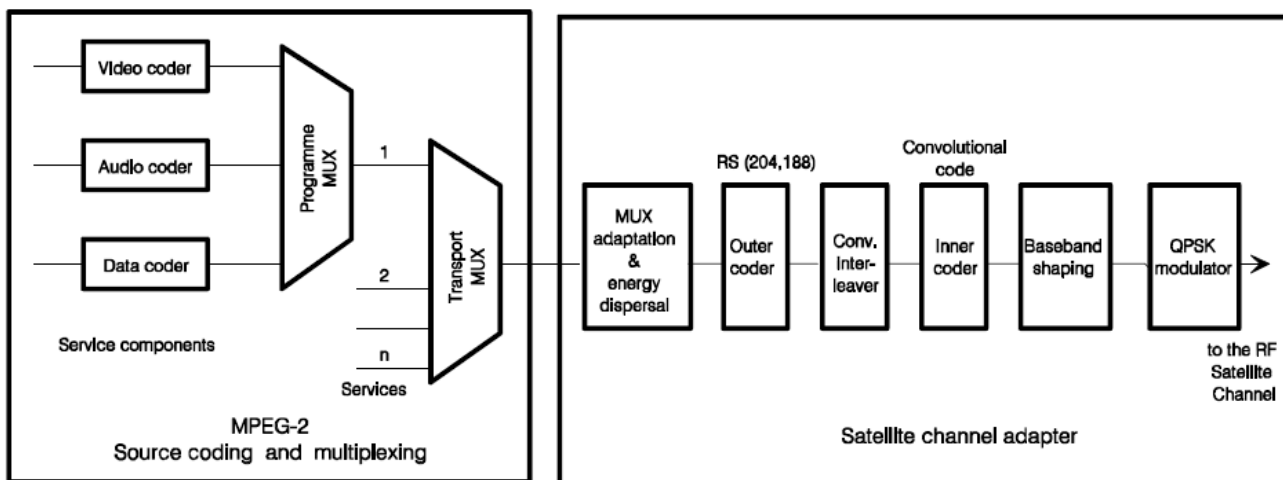 Video coder
Audio coder
Data coder
Service components
Programme
MUX
1
2
n
Services
Transport
MUX
MPEG-2
Source coding and multiplexing
MUX
adaptation
&
energy
dispersal
RS (204,188)
Outer
coder
Conv.
Inter-
leaver
Convolutional
code
Inner
coder
Baseband
shaping
QPSK
modulator
to the RF
Satellite
Channel
Satellite channel adapter